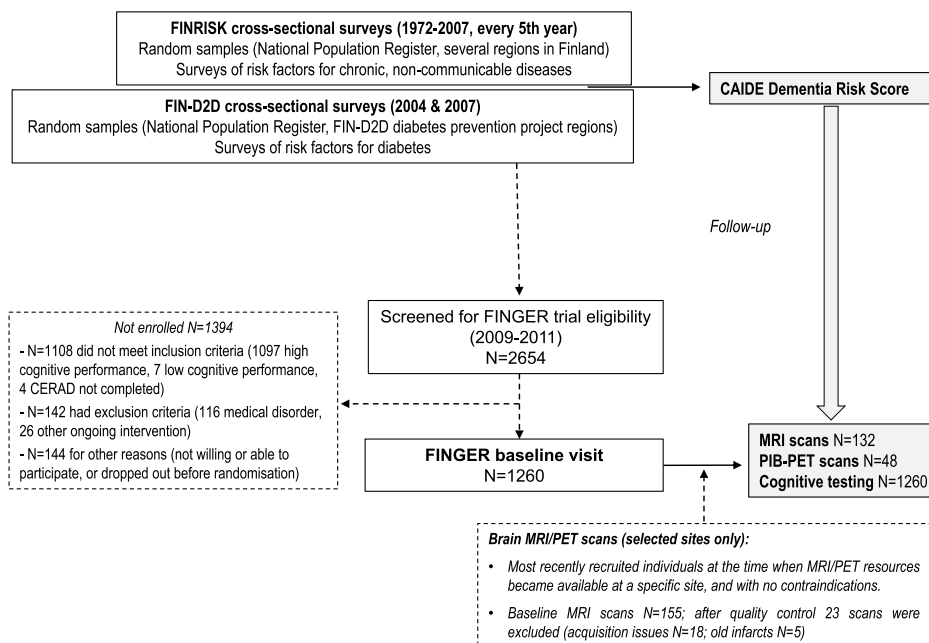 FINRISK cross-sectional surveys (1972-2007, every 5th year)
Random samples (National Population Register, several regions in Finland)
Surveys of risk factors for chronic, non-communicable diseases
FIN-D2D cross-sectional surveys (2004 & 2007)
Random samples (National Population Register, FIN-D2D diabetes prevention project regions)
Surveys of risk factors for diabetes
CAIDE Dementia Risk Score
Follow-up
Screened for FINGER trial eligibility
(2009-2011)
N=2654
Not enrolled N=1394
- N=1108 did not meet inclusion criteria (1097 high
cognitive performance, 7 low cognitive performance,
4 CERAD not completed)
- N=142 had exclusion criteria (116 medical disorder,
26 other ongoing intervention)
- N=144 for other reasons (not willing or able to
participate, or dropped out before randomisation)
FINGER baseline visit
N=1260
MRI scans N=132
PIB-PET scans N=48
Cognitive testing N=1260
Brain MRI/PET scans (selected sites only):
• Most recently recruited individuals at the time when MRI/PET resources
became available at a specific site, and with no contraindications.
• Baseline MRI scans N=155; after quality control 23 scans were
excluded (acquisition issues N=18; old infarcts N=5)